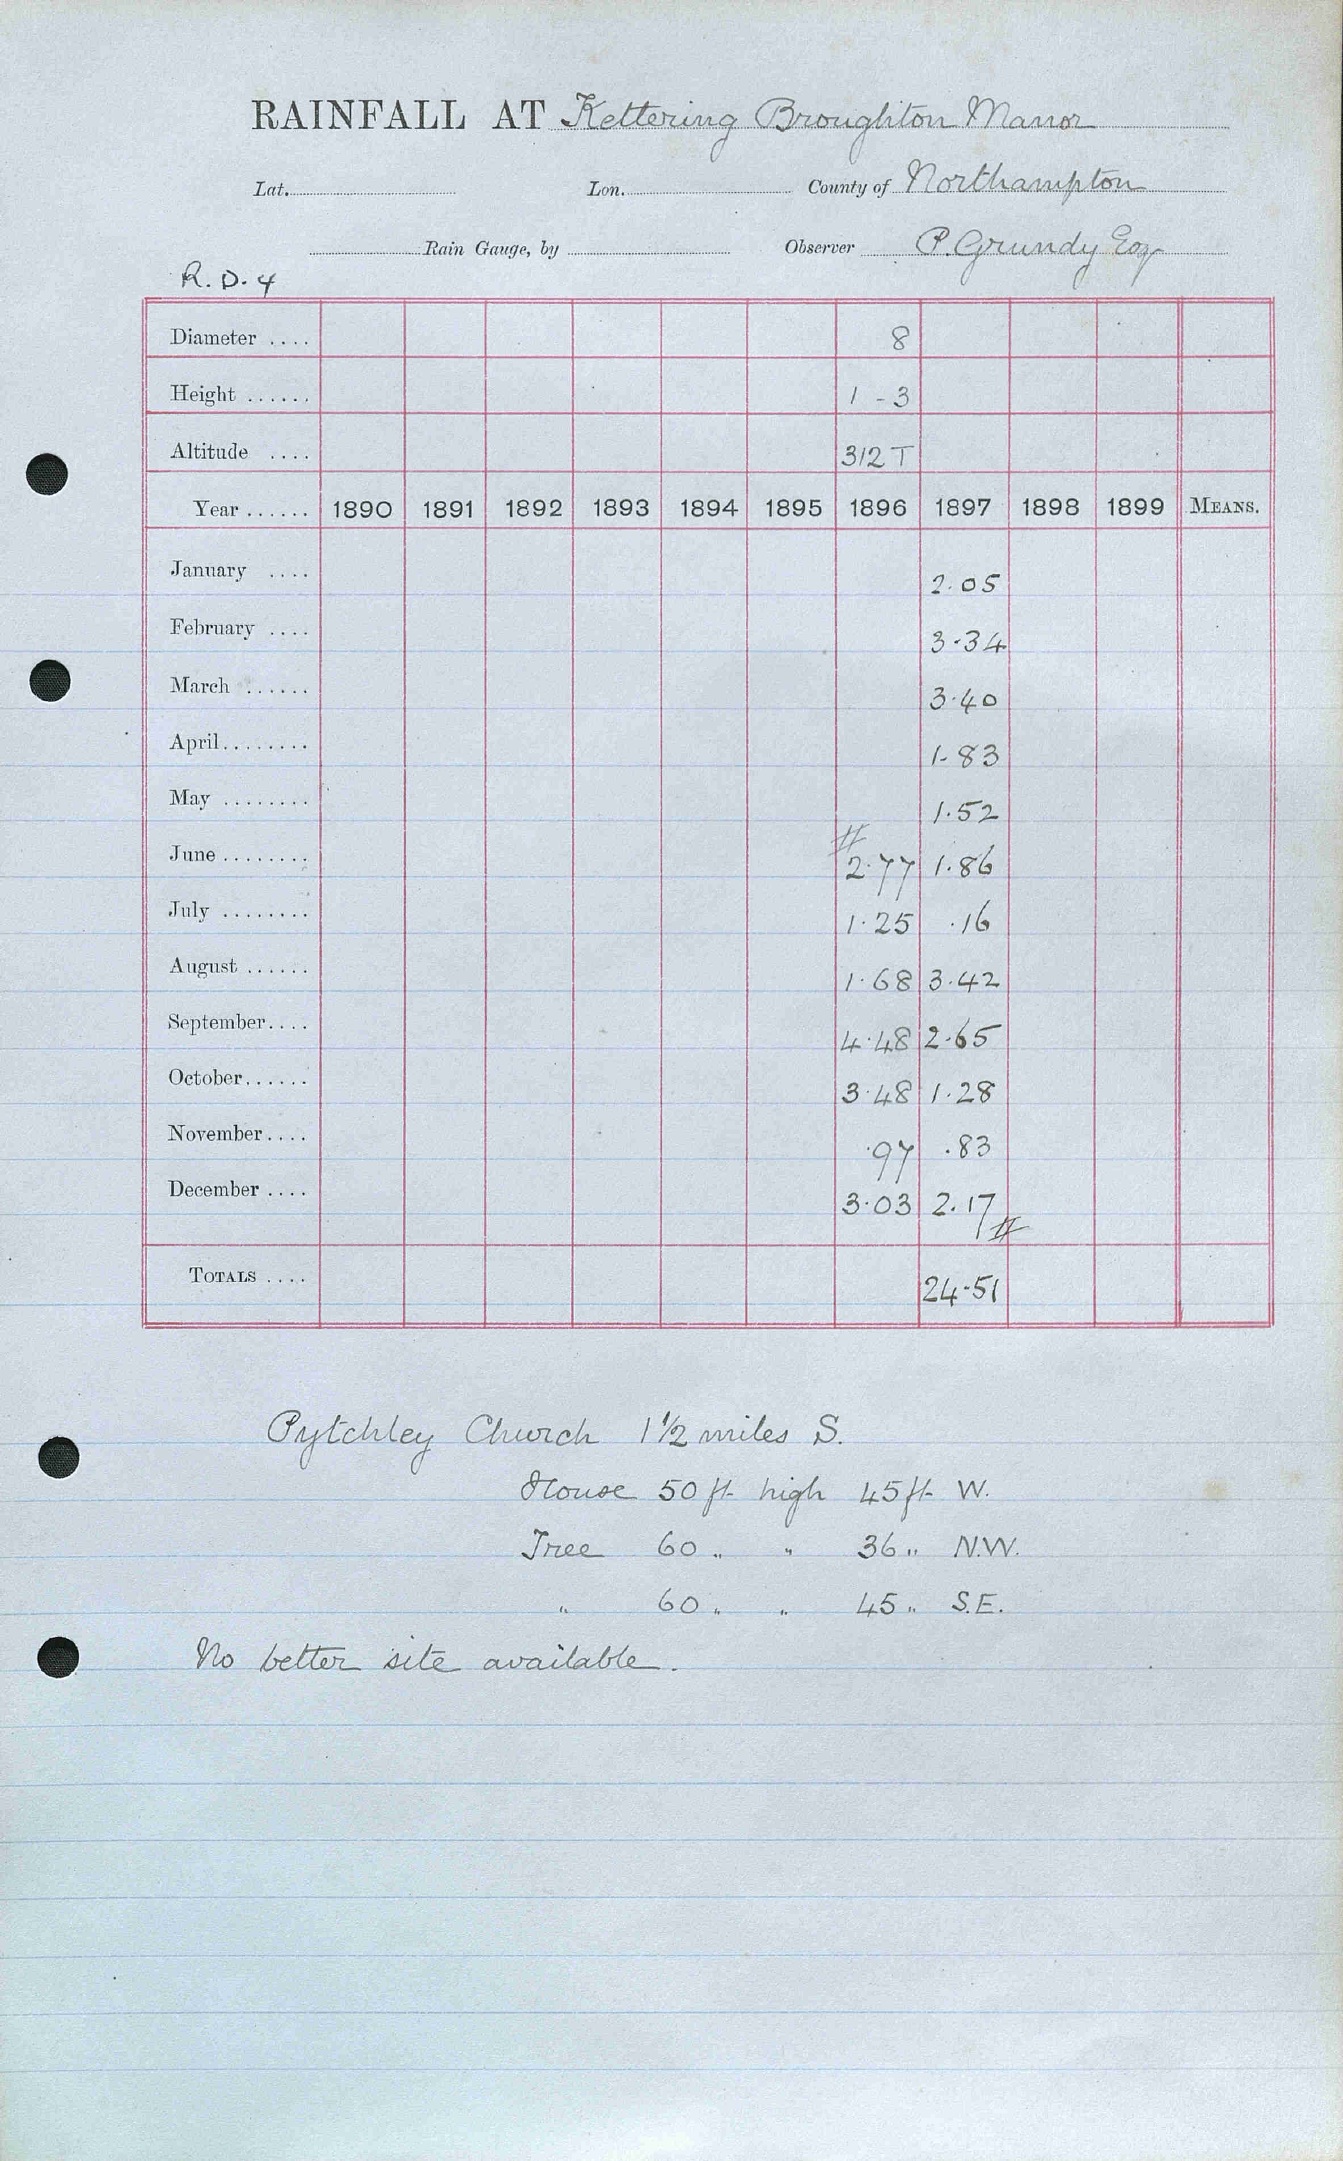 RAINFALL AT Kettering Broughton Manor
Lat. Lon. County of Northampton
Rain Gauge, by Observer P. Grundy Esq
R. D. 4
Diameter .... 8
Height ...... 1 - 3
Altitude .... 312 T
Year ...... 1890 1891 1892 1893 1894 1895 1896 1897 1898 1899 MEANS.
January .... 2.05
February .... 3.34
March ...... 3.40
April ........ 1.83
May ........ 1.52
June ........ 2.77 1.86
July ........ 1.25 .16
August ...... 1.68 3.42
September.... 4.48 2.65
October...... 3.48 1.28
November.... .97 .83
December .... 3.03 2.17
TOTALS .... 24.51
Pytchley Church 1 1/2 miles S.
House 50 ft high 45 ft W.
Tree 60 " " 36 " N.W.
" 60 " " 45 " S.E.
No better site available.